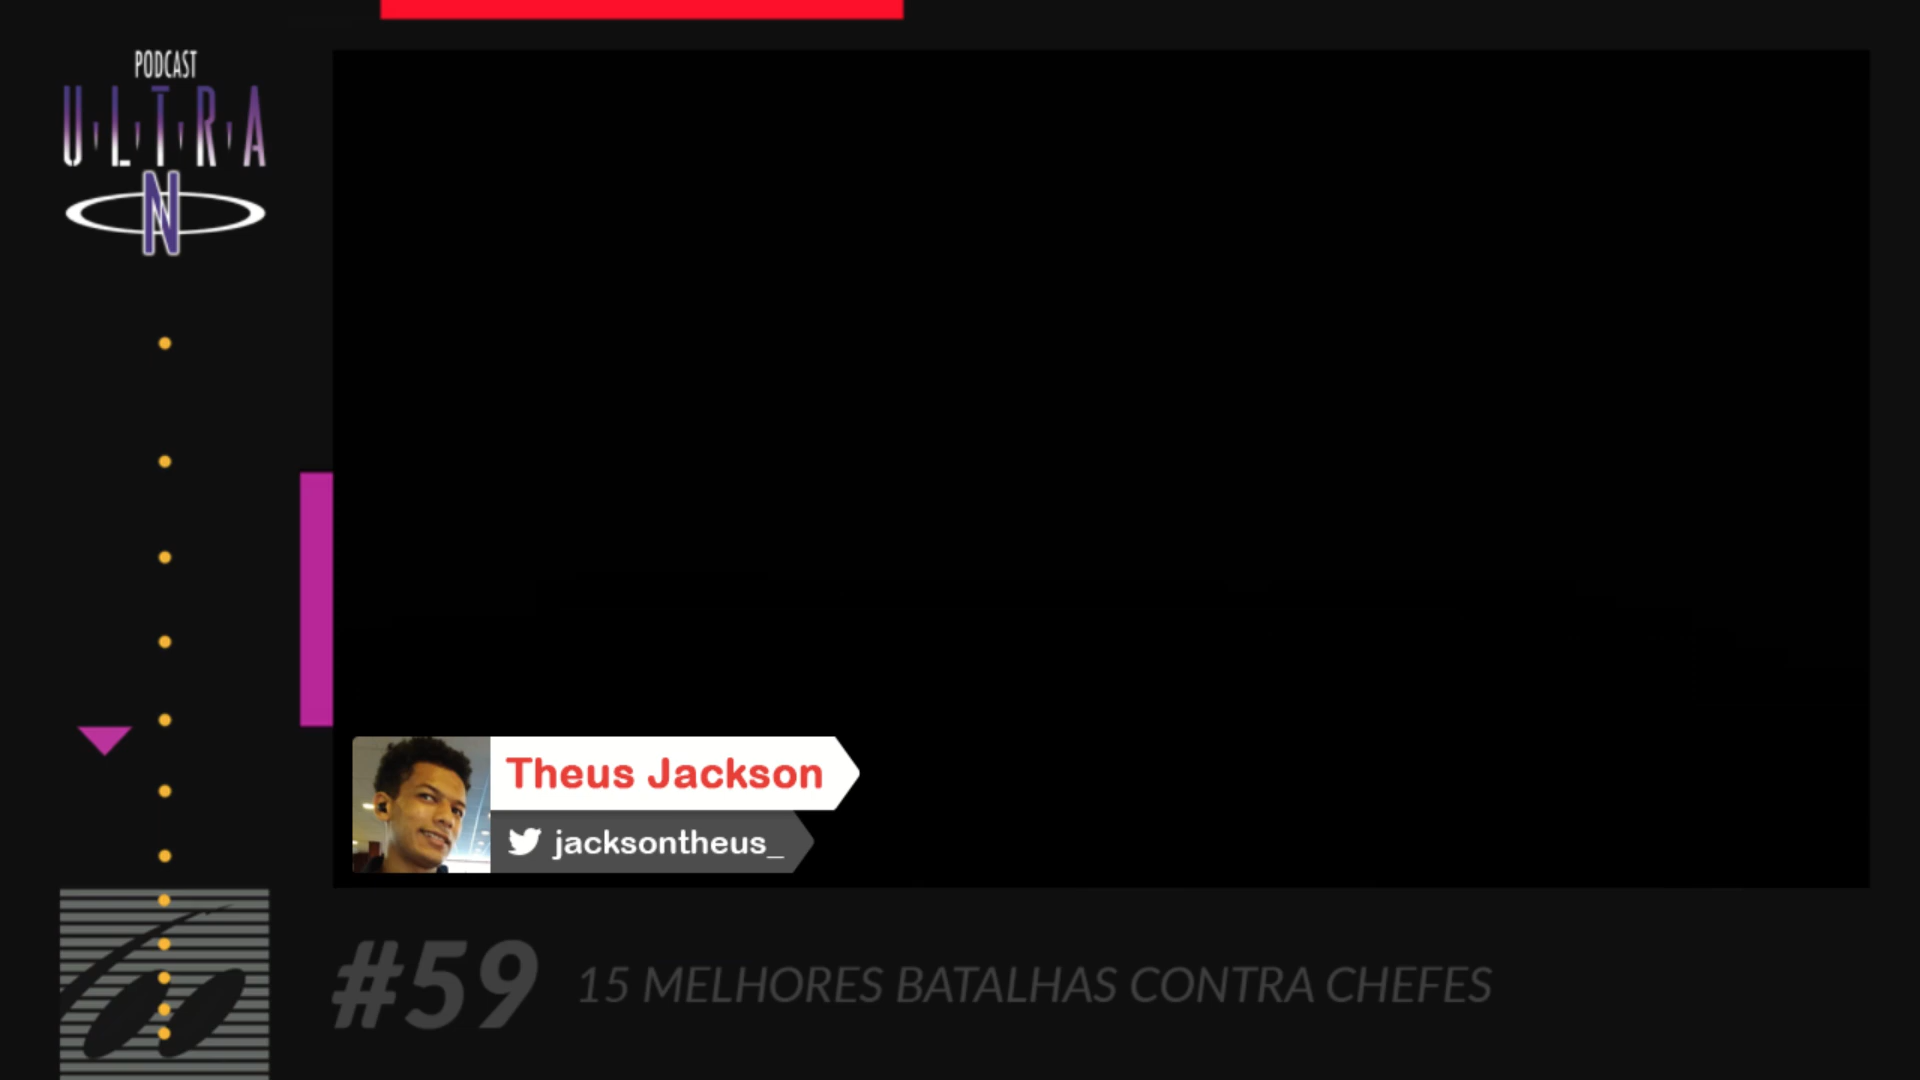 PODCAST
ULTRA
N
Theus Jackson
jacksontheus_
#59 15 MELHORES BATALHAS CONTRA CHEFES